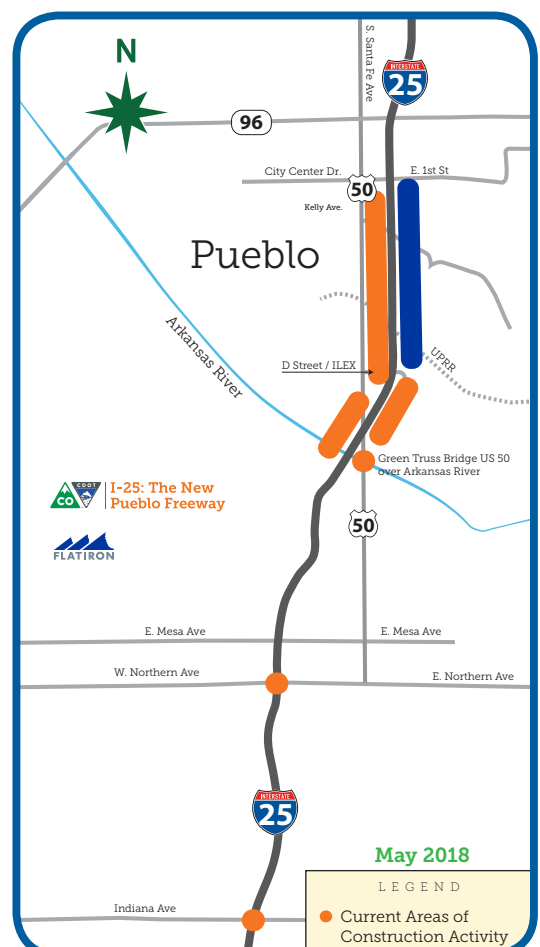 N
S. Santa Fe Ave
INTERSTATE
25
96
City Center Dr.
E. 1st St
50
Kelly Ave.
Pueblo
Arkansas River
D Street / ILEX
UPRR
Green Truss Bridge US 50
over Arkansas River
CO
CDOT
I-25: The New
Pueblo Freeway
50
FLATIRON
E. Mesa Ave
E. Mesa Ave
W. Northern Ave
E. Northern Ave
INTERSTATE
25
May 2018
LEGEND
Indiana Ave
Current Areas of
Construction Activity